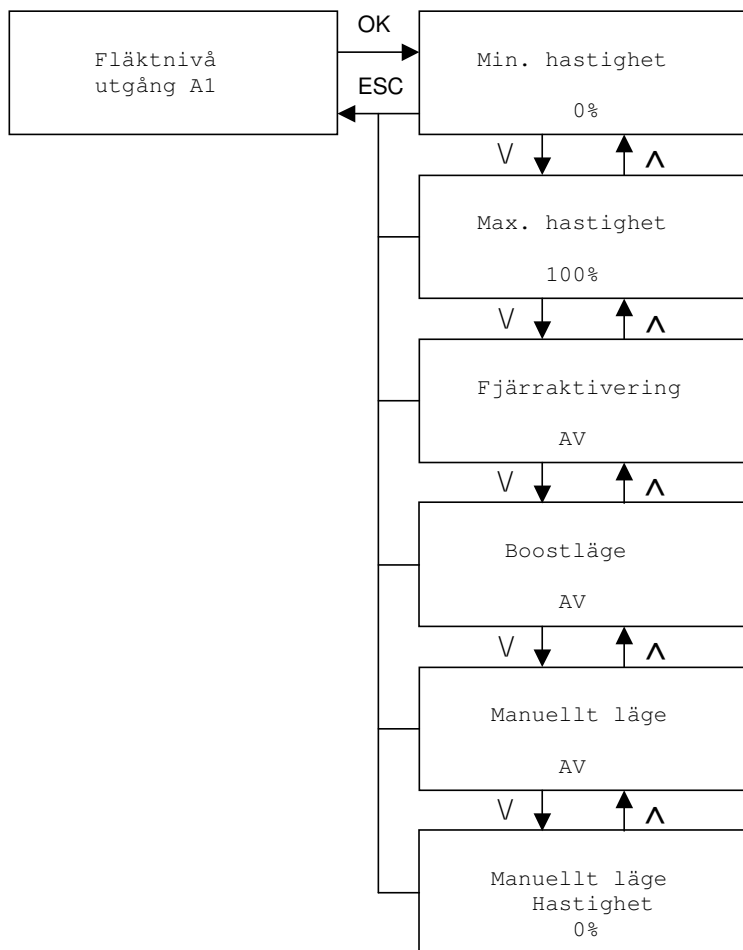 Fläktnivå
utgång A1
OK
ESC
Min. hastighet
0%
V
Λ
Max. hastighet
100%
V
Λ
Fjärraktivering
AV
V
Λ
Boostläge
AV
V
Λ
Manuellt läge
AV
V
Λ
Manuellt läge
Hastighet
0%